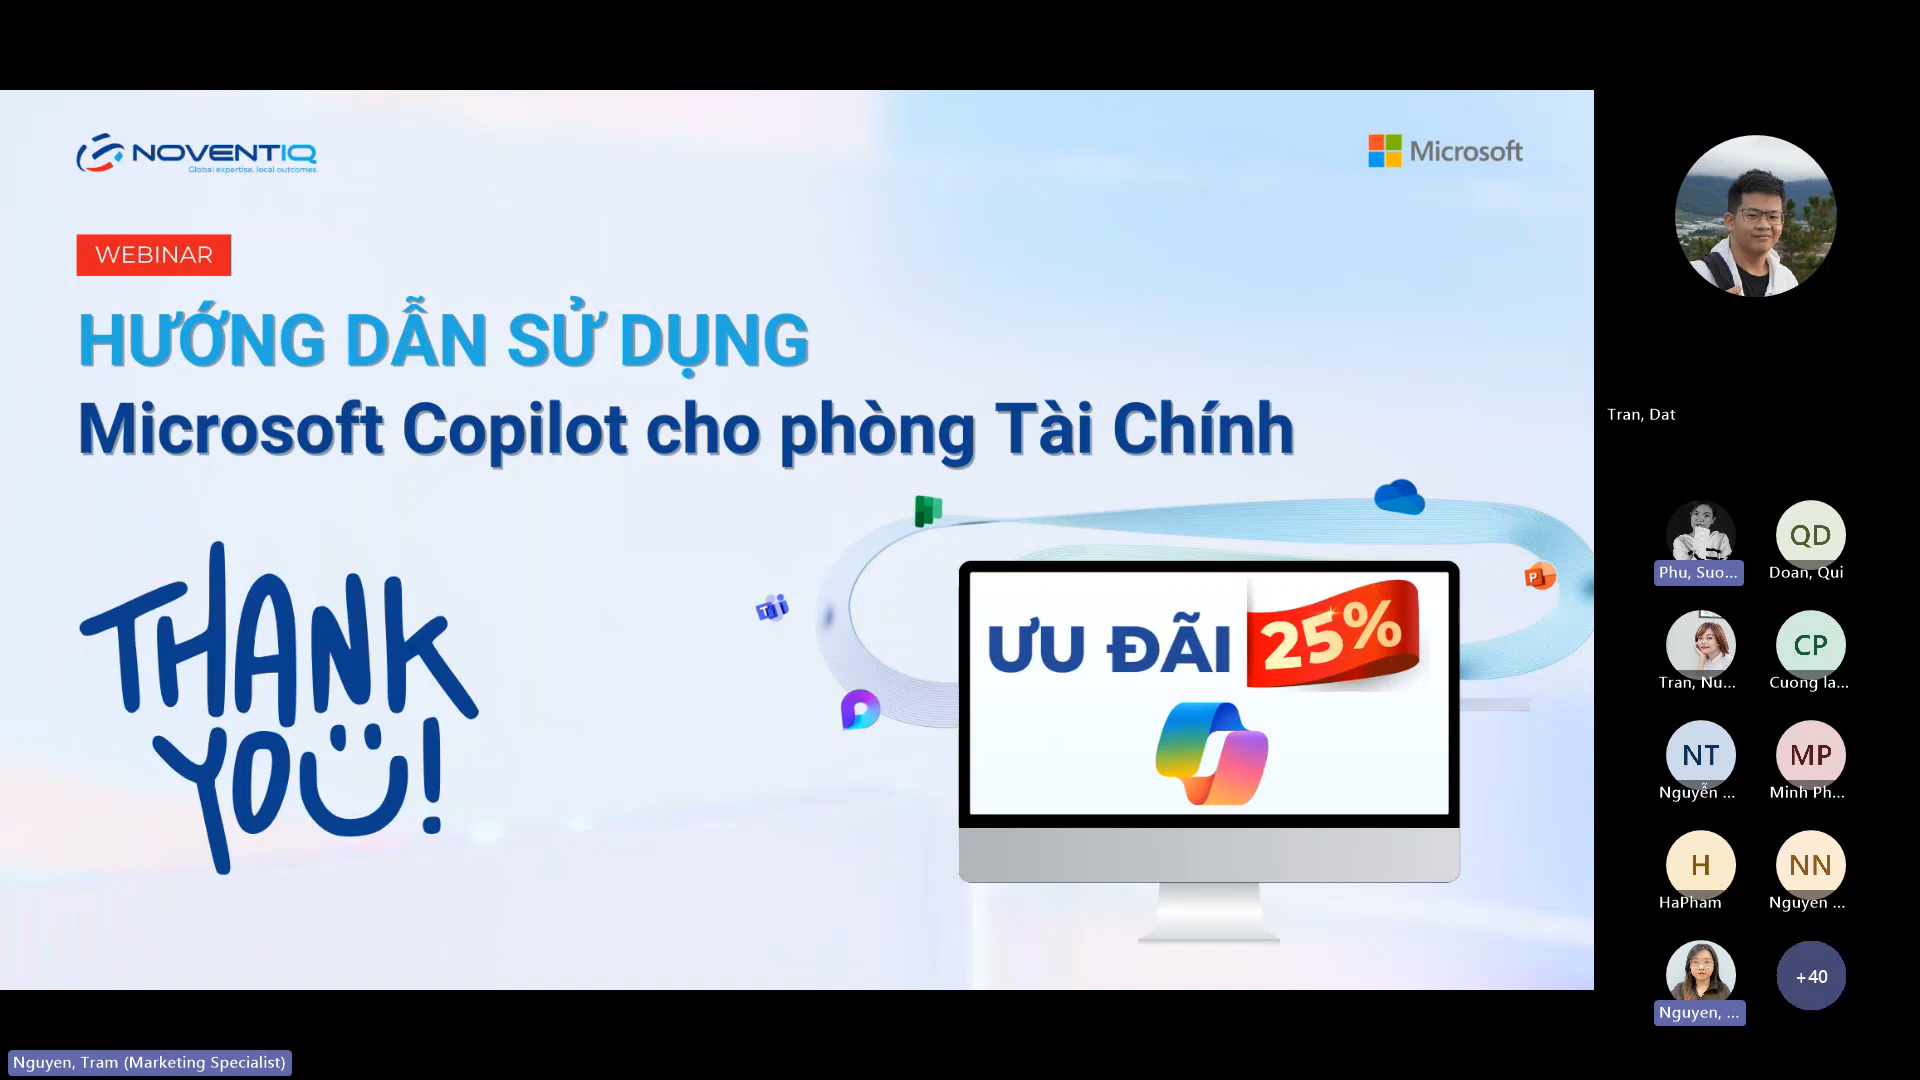 NOVENTIQ
Global expertise, local outcomes
Microsoft
WEBINAR
HƯỚNG DẪN SỬ DỤNG
Microsoft Copilot cho phòng Tài Chính
THANK
YOU!
ƯU ĐÃI 25%
Tran, Dat
Phu, Suo...
QD
Doan, Qui
Tran, Nu...
CP
Cuong la...
NT
Nguyễn ...
MP
Minh Ph...
H
HaPham
NN
Nguyen ...
Nguyen, ...
+40
Nguyen, Tram (Marketing Specialist)